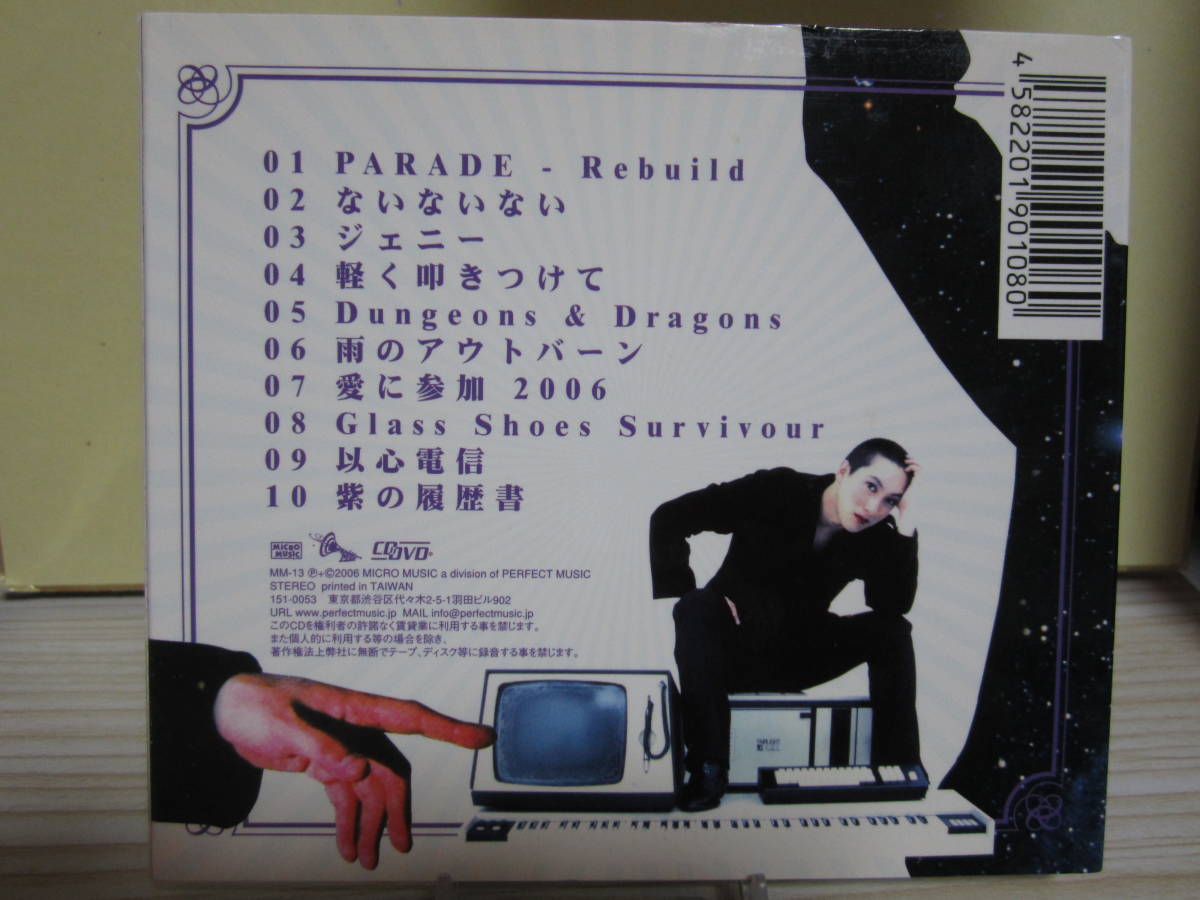 01 PARADE - Rebuild
02 ないないない
03 ジェニー
04 軽く叩きつけて
05 Dungeons & Dragons
06 雨のアウトバーン
07 愛に参加 2006
08 Glass Shoes Survivour
09 以心電信
10 紫の履歴書
MICRO MUSIC
CD DVD
MM-13 ℗+©2006 MICRO MUSIC a division of PERFECT MUSIC
STEREO printed in TAIWAN
151-0053 東京都渋谷区代々木2-5-1羽田ビル902
URL www.perfectmusic.jp MAIL info@perfectmusic.jp
このCDを権利者の許諾なく賃貸業に利用する事を禁じます。
また個人的に利用する等の場合を除き、
著作権法上弊社に無断でテープ、ディスク等に録音する事を禁じます。
4 582201 901080
FAIRLIGHT